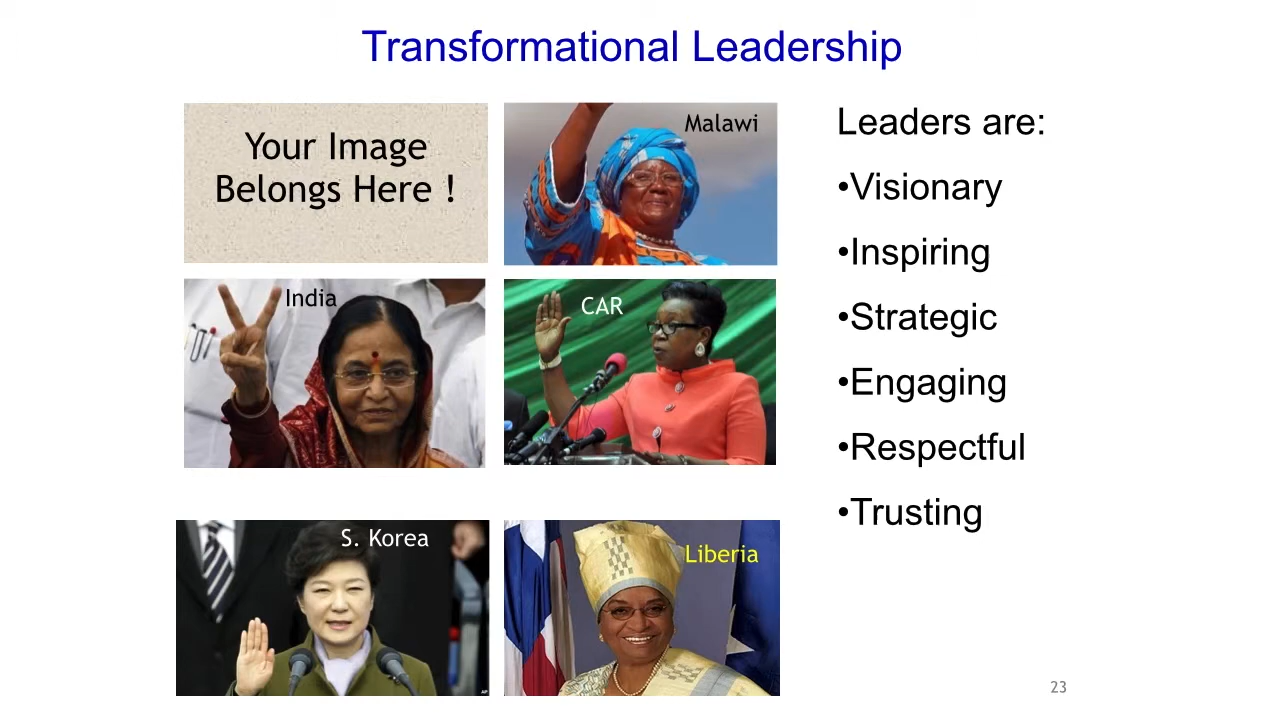 Transformational Leadership
Your Image
Belongs Here !
Malawi
India
CAR
S. Korea
Liberia
Leaders are:
•Visionary
•Inspiring
•Strategic
•Engaging
•Respectful
•Trusting
AP
23